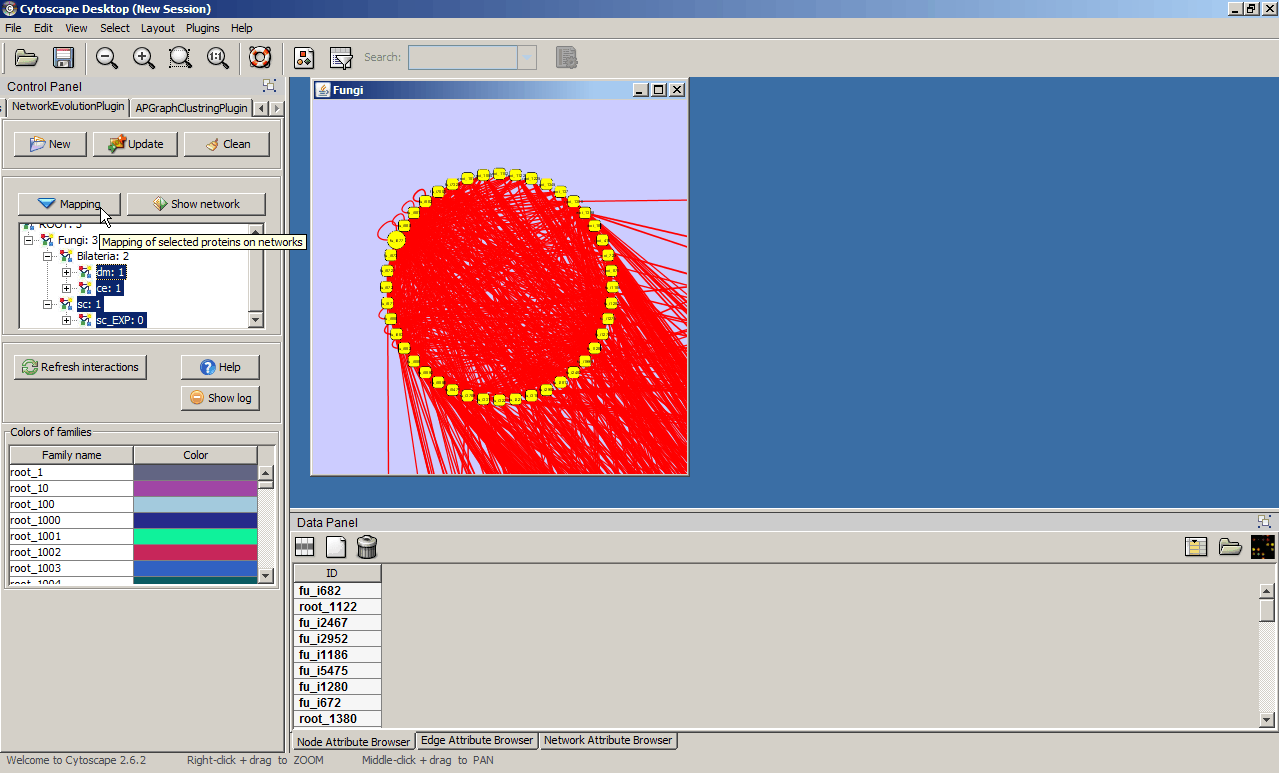 Cytoscape Desktop (New Session)
File Edit View Select Layout Plugins Help
Search:
Control Panel
NetworkEvolutionPlugin APGraphClustringPlugin
New Update Clean
Mapping Show network
Mapping of selected proteins on networks
ROOT: 3
Fungi: 3
Bilateria: 2
dm: 1
ce: 1
sc: 1
sc_EXP: 0
Refresh interactions Help
Show log
Colors of families
Family name Color
root_1
root_10
root_100
root_1000
root_1001
root_1002
root_1003
root_1004
Fungi
Data Panel
ID
fu_i682
root_1122
fu_i2467
fu_i2952
fu_i1186
fu_i5475
fu_i1280
fu_i672
root_1380
Node Attribute Browser Edge Attribute Browser Network Attribute Browser
Welcome to Cytoscape 2.6.2 Right-click + drag to ZOOM Middle-click + drag to PAN